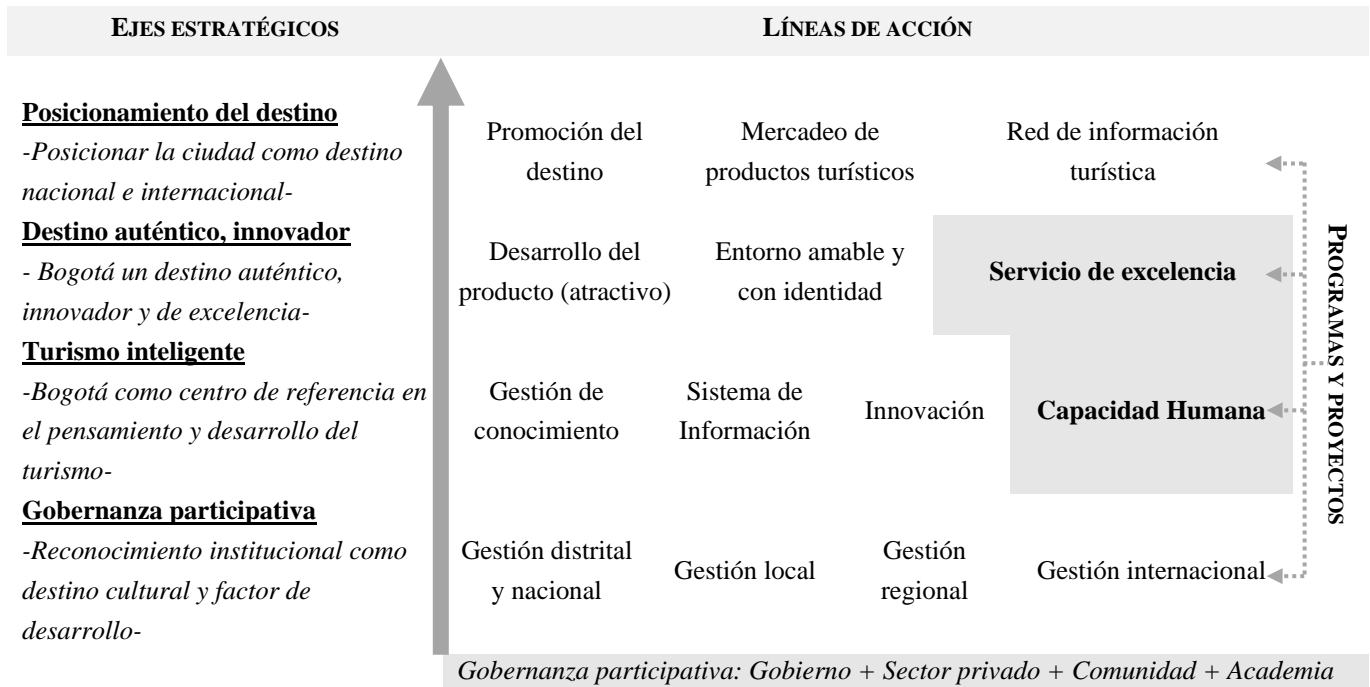 EJES ESTRATÉGICOS
LÍNEAS DE ACCIÓN
Posicionamiento del destino
-Posicionar la ciudad como destino
nacional e internacional-
Promoción del
destino
Mercadeo de
productos turísticos
Red de información
turística
Destino auténtico, innovador
- Bogotá un destino auténtico,
innovador y de excelencia-
Desarrollo del
producto (atractivo)
Entorno amable y
con identidad
Servicio de excelencia
Turismo inteligente
-Bogotá como centro de referencia en
el pensamiento y desarrollo del
turismo-
Gestión de
conocimiento
Sistema de
Información
Innovación
Capacidad Humana
Gobernanza participativa
-Reconocimiento institucional como
destino cultural y factor de
desarrollo-
Gestión distrital
y nacional
Gestión local
Gestión
regional
Gestión internacional
PROGRAMAS Y PROYECTOS
Gobernanza participativa: Gobierno + Sector privado + Comunidad + Academia